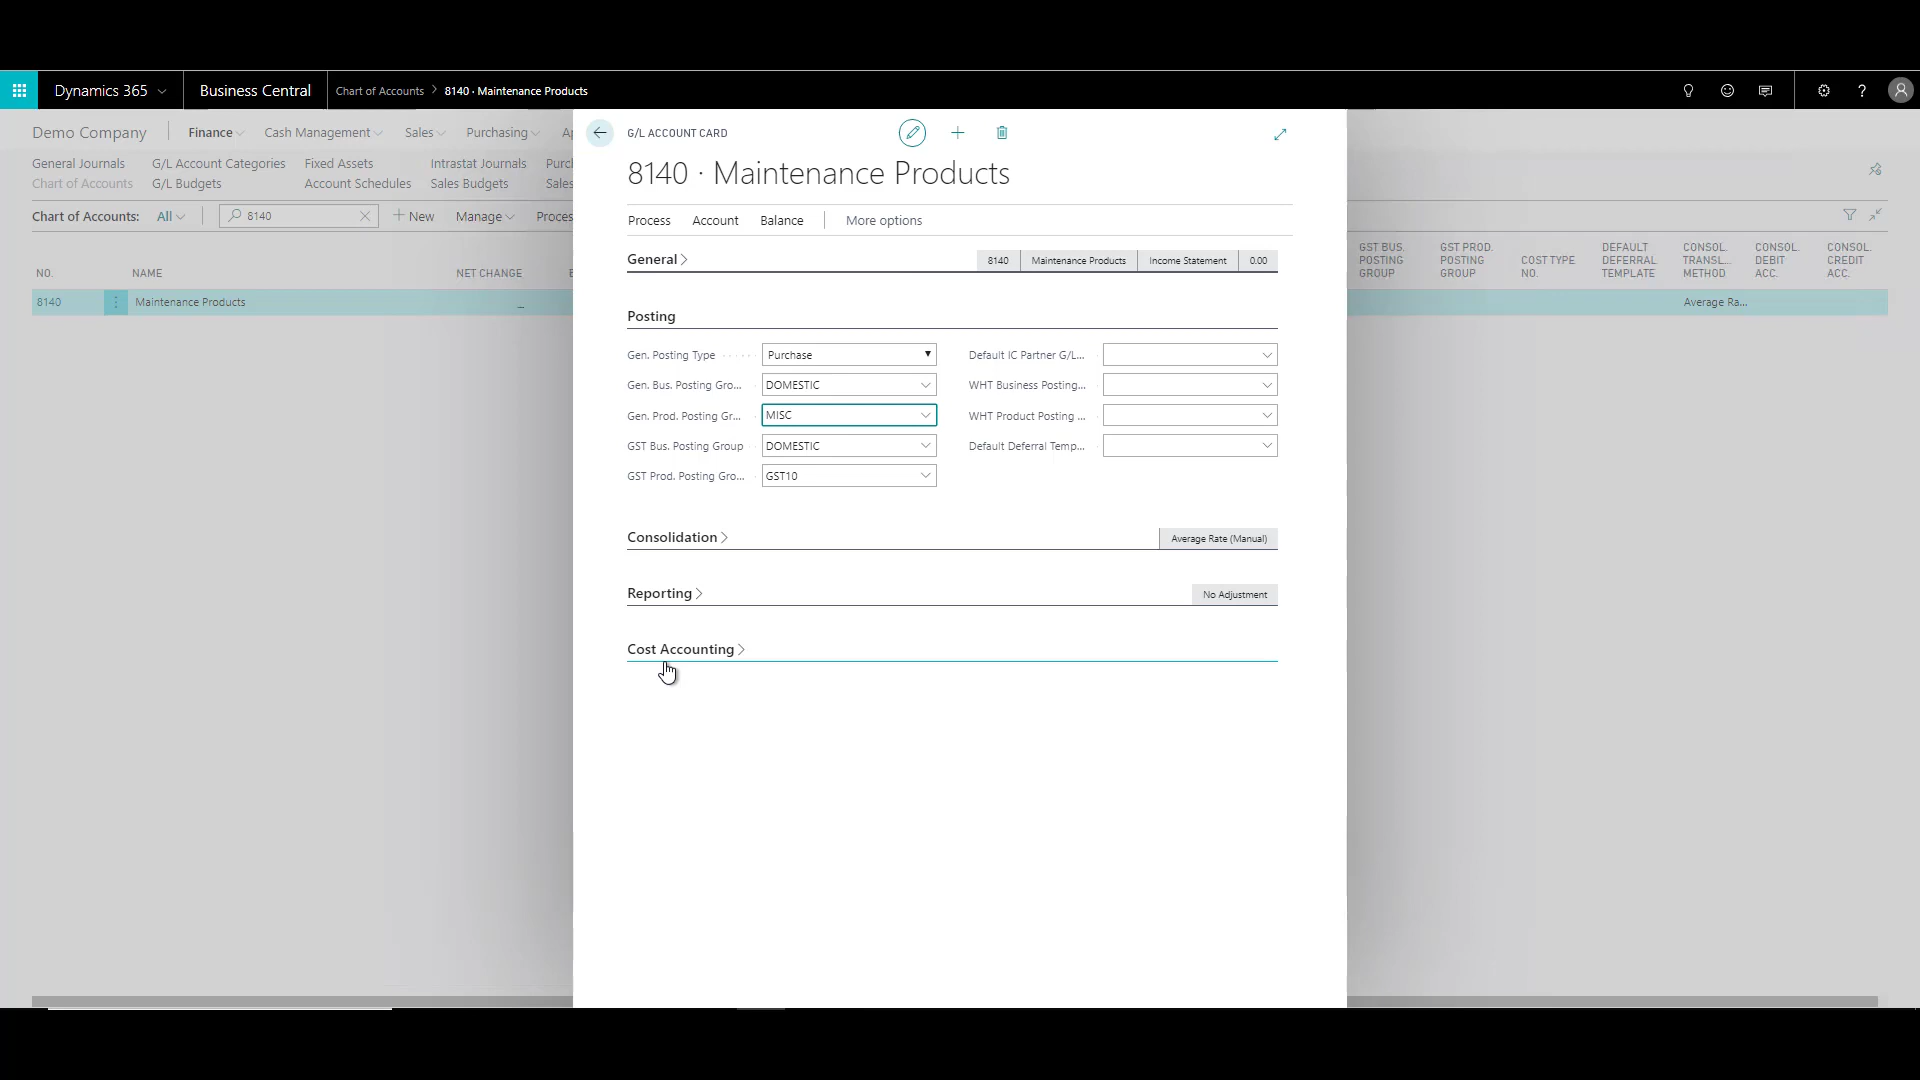 Dynamics 365 Business Central Chart of Accounts > 8140 · Maintenance Products ?
Demo Company Finance Cash Management Sales Purchasing Ap
General Journals G/L Account Categories Fixed Assets Intrastat Journals Purch
Chart of Accounts G/L Budgets Account Schedules Sales Budgets Sales
Chart of Accounts: All 8140 + New Manage Proces
NO. NAME NET CHANGE
8140 Maintenance Products
G/L ACCOUNT CARD
8140 · Maintenance Products
Process Account Balance More options
General > 8140 Maintenance Products Income Statement 0.00
Posting
Gen. Posting Type Purchase Default IC Partner G/L...
Gen. Bus. Posting Gro... DOMESTIC WHT Business Posting...
Gen. Prod. Posting Gr... MISC WHT Product Posting ...
GST Bus. Posting Group DOMESTIC Default Deferral Temp...
GST Prod. Posting Gro... GST10
Consolidation > Average Rate (Manual)
Reporting > No Adjustment
Cost Accounting >
GST BUS. GST PROD. DEFAULT CONSOL. CONSOL. CONSOL.
POSTING POSTING COST TYPE DEFERRAL TRANSL... DEBIT CREDIT
GROUP GROUP NO. TEMPLATE METHOD ACC. ACC.
Average Ra...